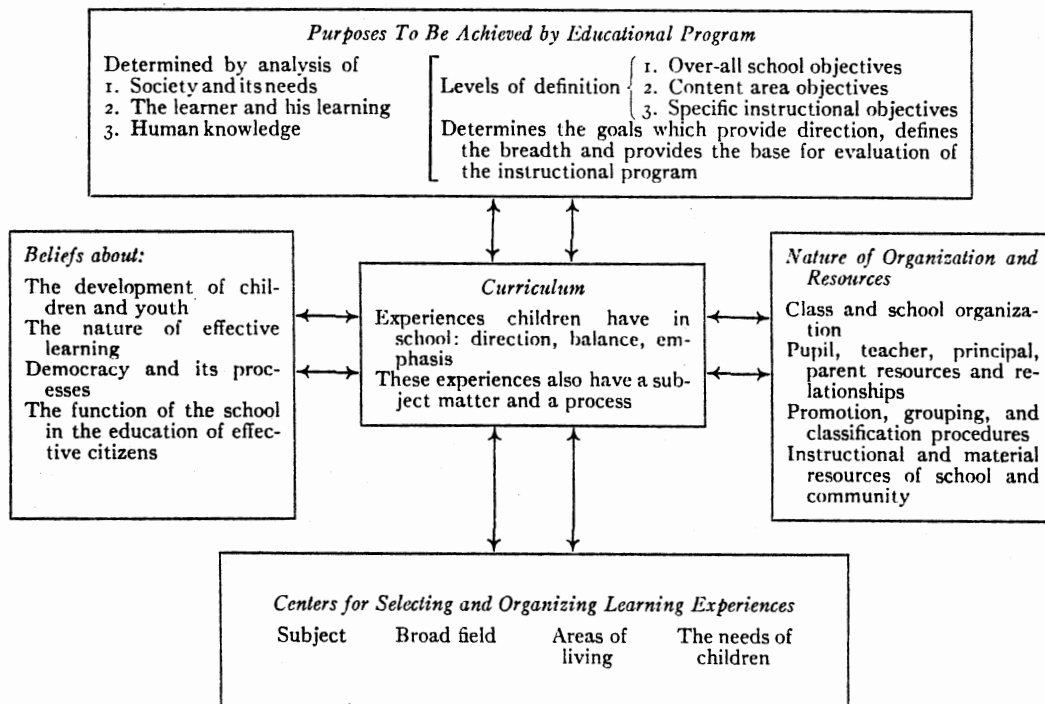 Purposes To Be Achieved by Educational Program
Determined by analysis of
1. Society and its needs
2. The learner and his learning
3. Human knowledge
Levels of definition
1. Over-all school objectives
2. Content area objectives
3. Specific instructional objectives
Determines the goals which provide direction, defines
the breadth and provides the base for evaluation of
the instructional program
Beliefs about:
The development of chil-
dren and youth
The nature of effective
learning
Democracy and its proc-
esses
The function of the school
in the education of effec-
tive citizens
Curriculum
Experiences children have in
school: direction, balance, em-
phasis
These experiences also have a sub-
ject matter and a process
Nature of Organization and
Resources
Class and school organiza-
tion
Pupil, teacher, principal,
parent resources and re-
lationships
Promotion, grouping, and
classification procedures
Instructional and material
resources of school and
community
Centers for Selecting and Organizing Learning Experiences
Subject
Broad field
Areas of
living
The needs of
children